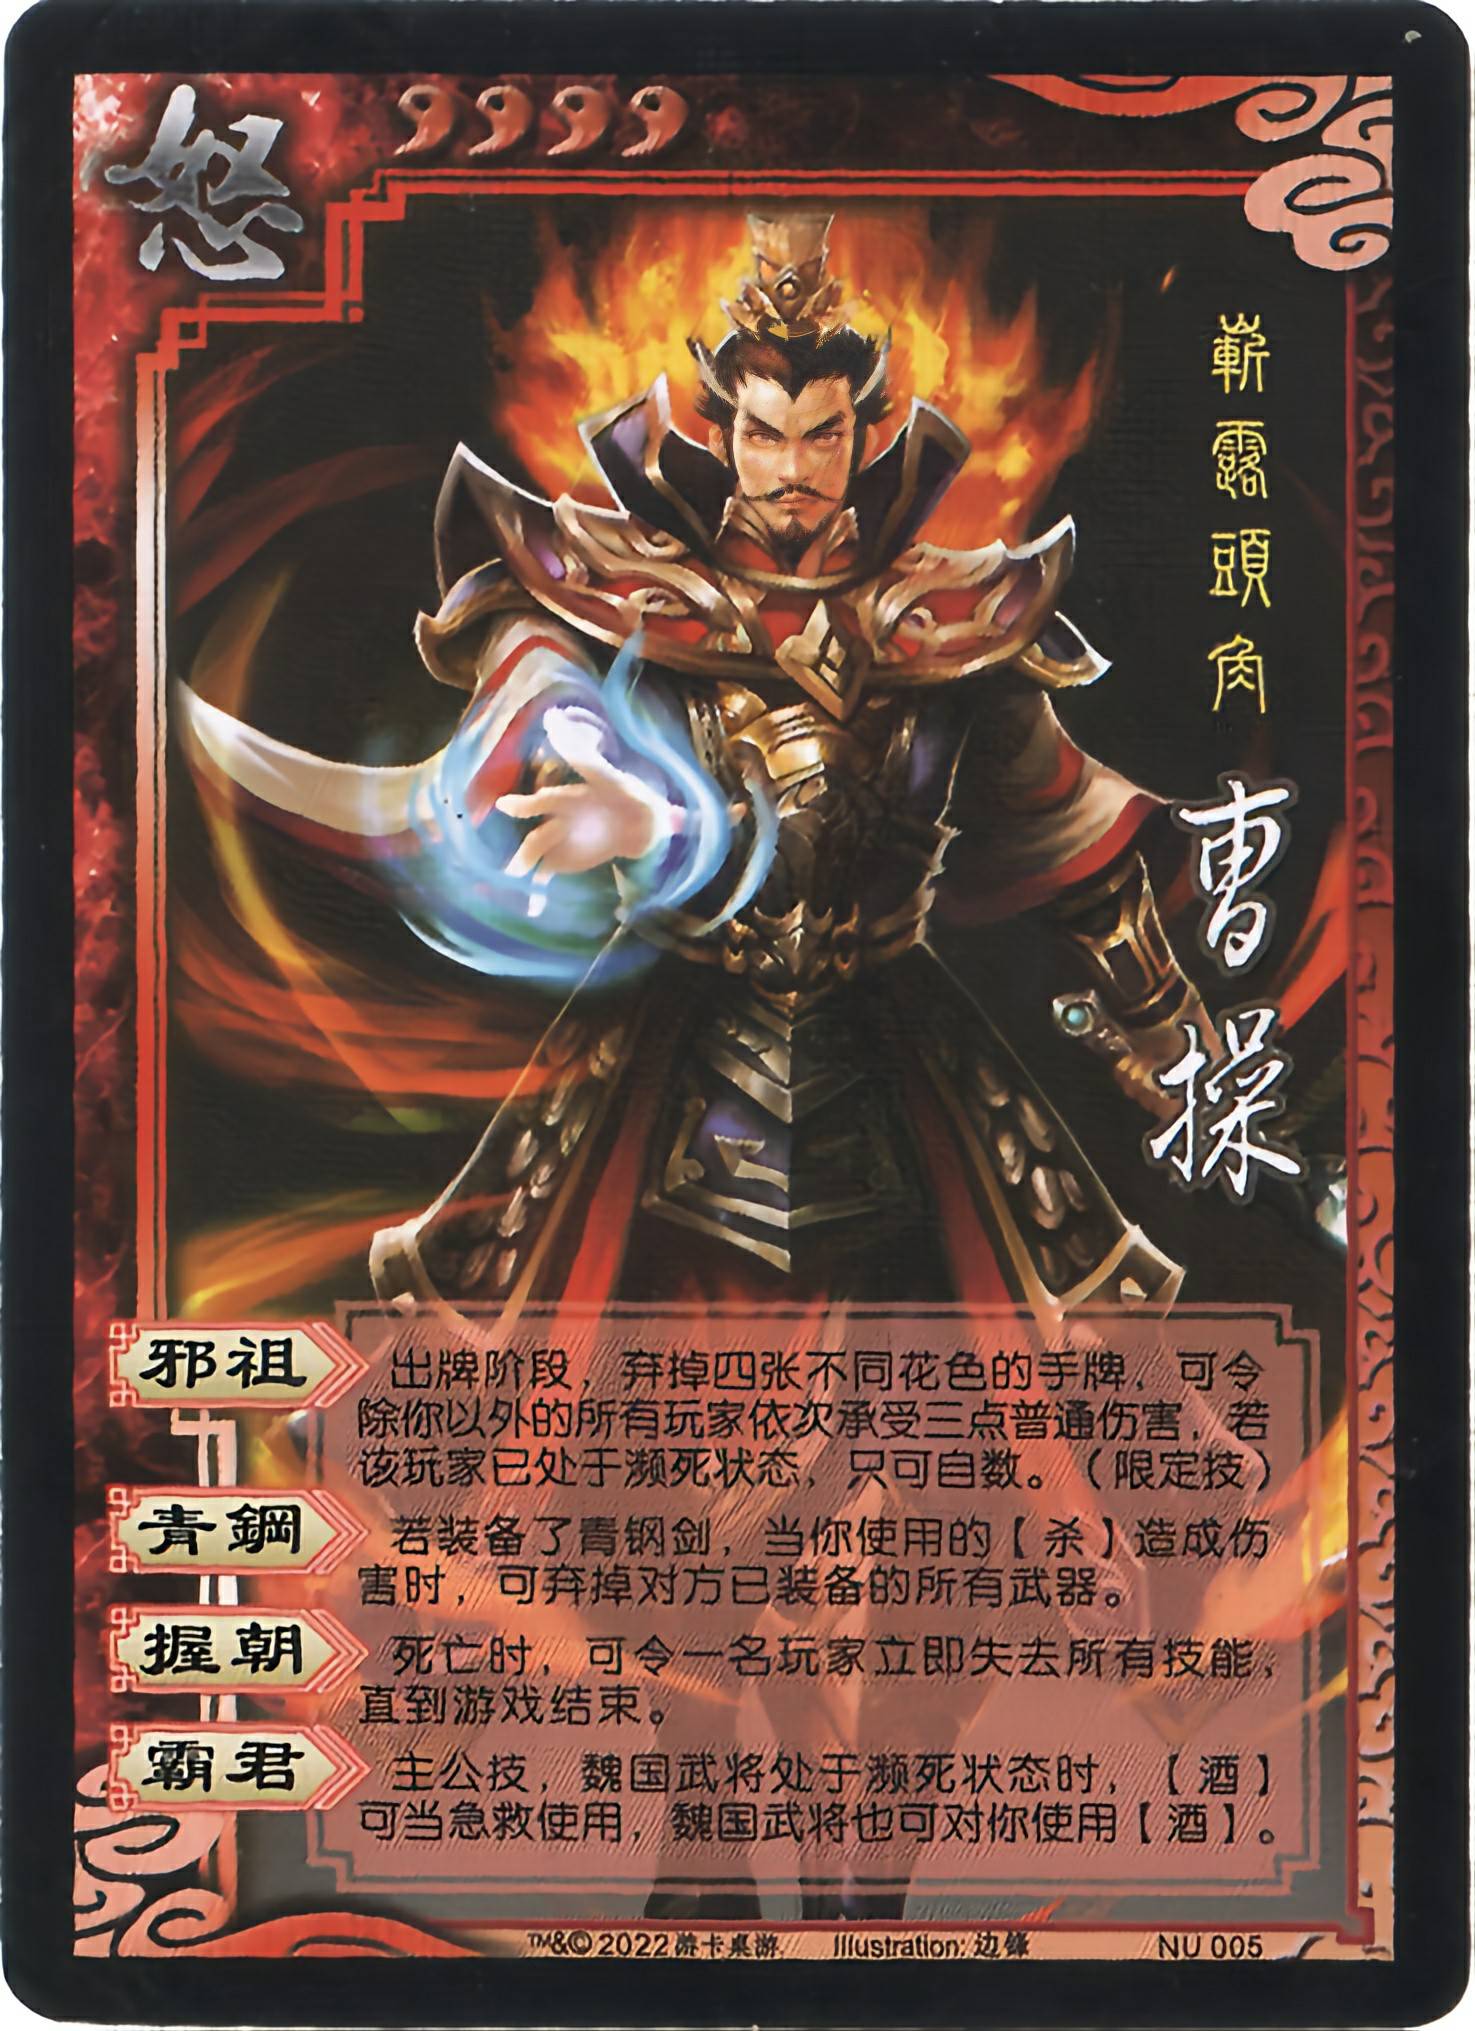 怒
嶄露頭角
曹操
邪祖
出牌阶段，弃掉四张不同花色的手牌，可令
除你以外的所有玩家依次承受三点普通伤害，若
该玩家已处于濒死状态，只可自救。（限定技）
青鋼
若装备了青钢剑，当你使用的【杀】造成伤
害时，可弃掉对方已装备的所有武器。
握朝
死亡时，可令一名玩家立即失去所有技能，
直到游戏结束。
霸君
主公技，魏国武将处于濒死状态时，【酒】
可当急救使用，魏国武将也可对你使用【酒】。
™&©2022游卡桌游 Illustration: 边锋 NU 005